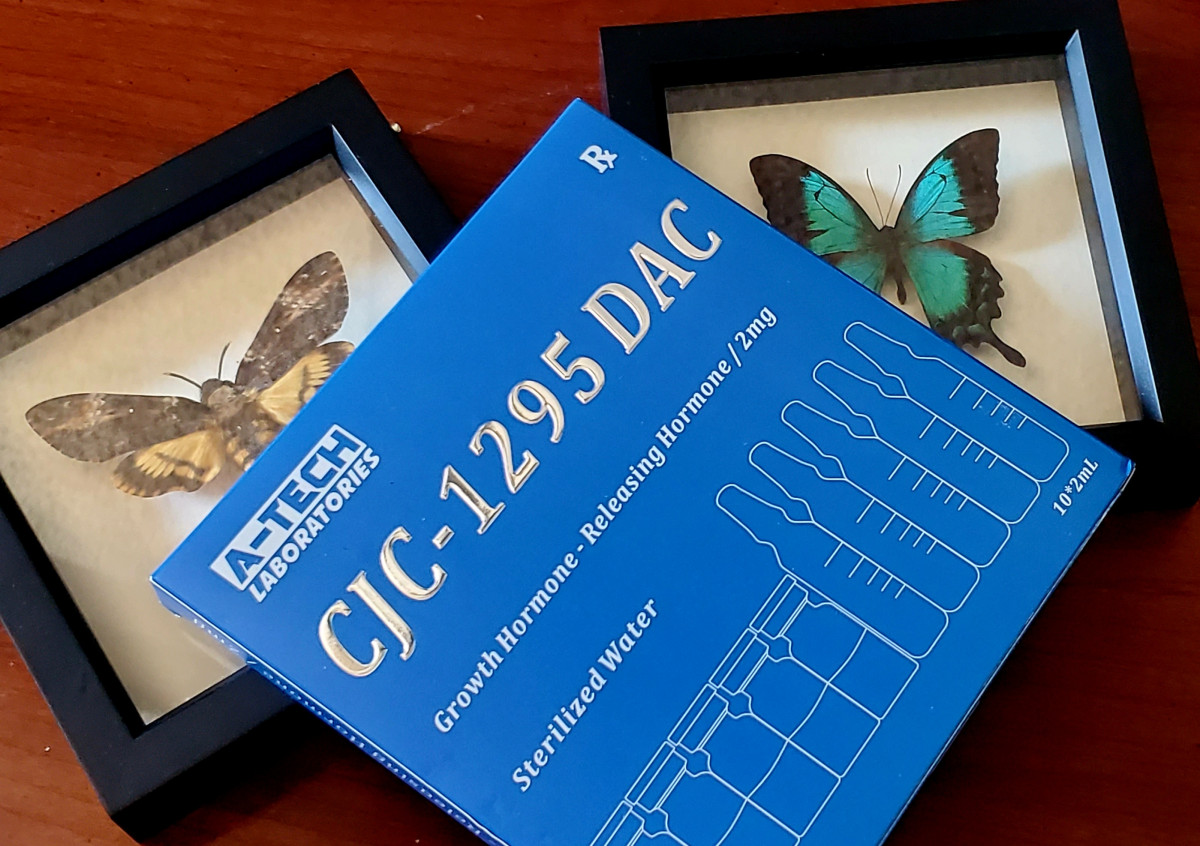 ℞
A-TECH
LABORATORIES
CJC-1295 DAC
Growth Hormone - Releasing Hormone / 2mg
Sterilized Water
10*2mL